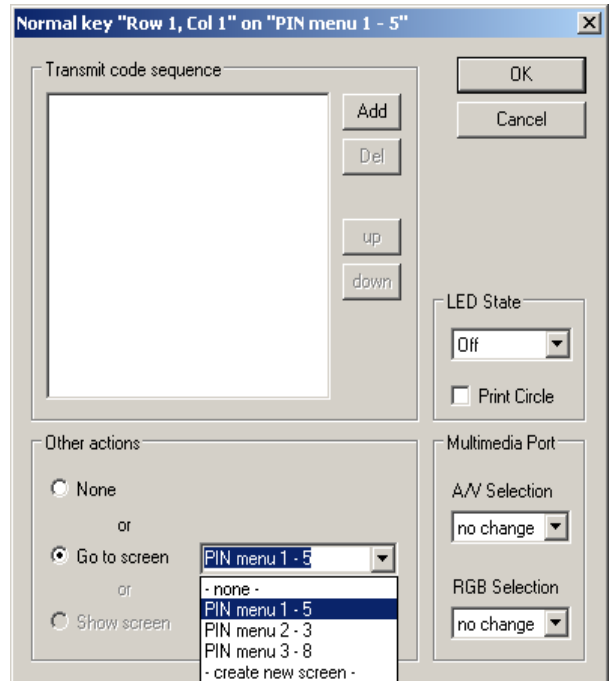 Normal key "Row 1, Col 1" on "PIN menu 1 - 5"
Transmit code sequence
Add
Del
up
down
OK
Cancel
LED State
Off
Print Circle
Other actions
None
or
Go to screen
PIN menu 1 - 5
or
Show screen
- none -
PIN menu 1 - 5
PIN menu 2 - 3
PIN menu 3 - 8
- create new screen -
Multimedia Port
A/V Selection
no change
RGB Selection
no change